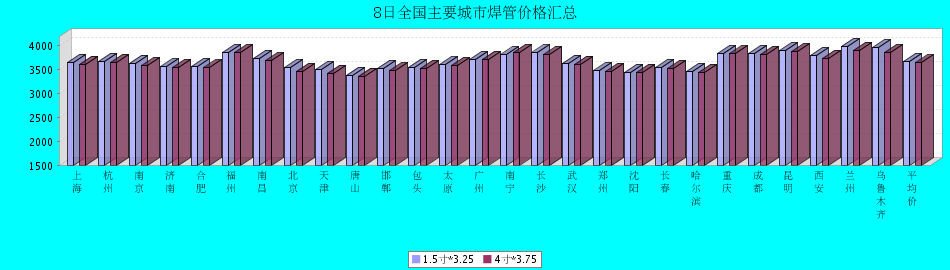 8日全国主要城市焊管价格汇总
4000
3500
3000
2500
2000
1500
上海
杭州
南京
济南
合肥
福州
南昌
北京
天津
唐山
邯郸
包头
太原
广州
南宁
长沙
武汉
郑州
沈阳
长春
哈尔滨
重庆
成都
昆明
西安
兰州
乌鲁木齐
平均价
1.5寸*3.25
4寸*3.75